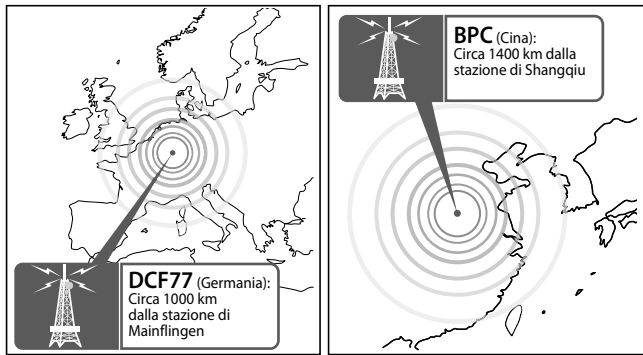 DCF77 (Germania):
Circa 1000 km
dalla stazione di
Mainflingen
BPC (Cina):
Circa 1400 km dalla
stazione di Shangqiu